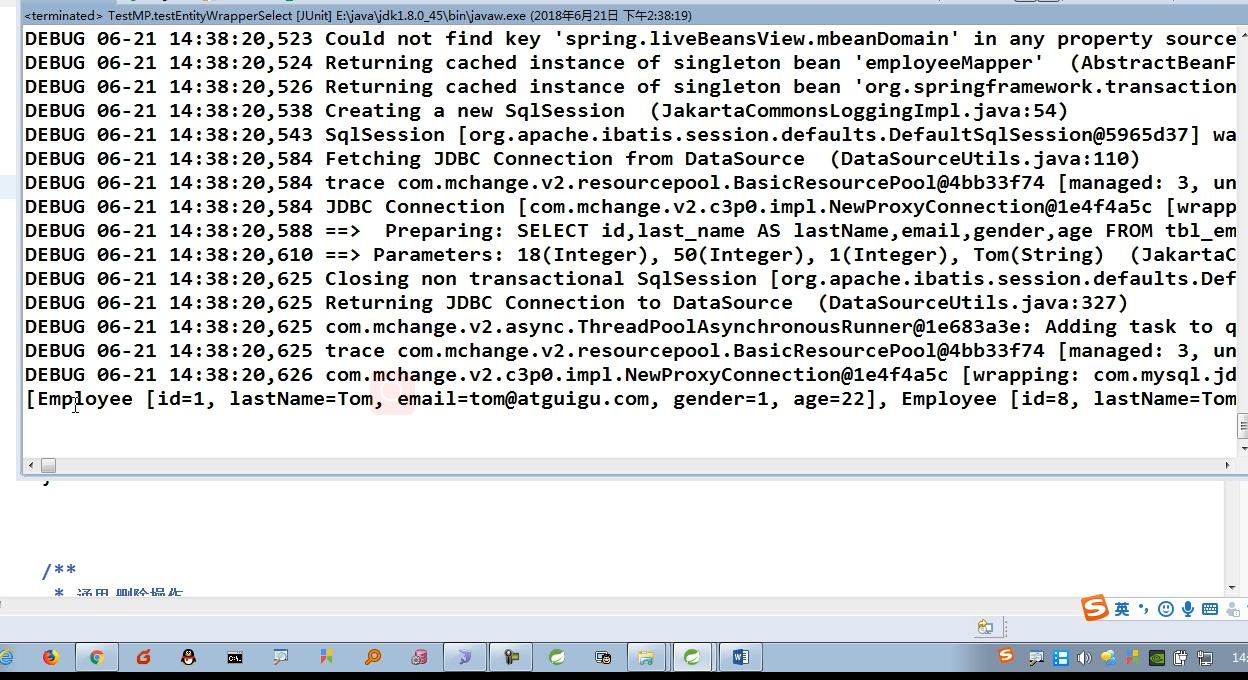 <terminated> TestMP.testEntityWrapperSelect [JUnit] E:\java\jdk1.8.0_45\bin\javaw.exe (2018年6月21日 下午2:38:19)
DEBUG 06-21 14:38:20,523 Could not find key 'spring.liveBeansView.mbeanDomain' in any property source
DEBUG 06-21 14:38:20,524 Returning cached instance of singleton bean 'employeeMapper'  (AbstractBeanF
DEBUG 06-21 14:38:20,526 Returning cached instance of singleton bean 'org.springframework.transaction
DEBUG 06-21 14:38:20,538 Creating a new SqlSession  (JakartaCommonsLoggingImpl.java:54)
DEBUG 06-21 14:38:20,543 SqlSession [org.apache.ibatis.session.defaults.DefaultSqlSession@5965d37] wa
DEBUG 06-21 14:38:20,584 Fetching JDBC Connection from DataSource  (DataSourceUtils.java:110)
DEBUG 06-21 14:38:20,584 trace com.mchange.v2.resourcepool.BasicResourcePool@4bb33f74 [managed: 3, un
DEBUG 06-21 14:38:20,584 JDBC Connection [com.mchange.v2.c3p0.impl.NewProxyConnection@1e4f4a5c [wrapp
DEBUG 06-21 14:38:20,588 ==>  Preparing: SELECT id,last_name AS lastName,email,gender,age FROM tbl_em
DEBUG 06-21 14:38:20,610 ==> Parameters: 18(Integer), 50(Integer), 1(Integer), Tom(String)  (JakartaC
DEBUG 06-21 14:38:20,625 Closing non transactional SqlSession [org.apache.ibatis.session.defaults.Def
DEBUG 06-21 14:38:20,625 Returning JDBC Connection to DataSource  (DataSourceUtils.java:327)
DEBUG 06-21 14:38:20,625 com.mchange.v2.async.ThreadPoolAsynchronousRunner@1e683a3e: Adding task to q
DEBUG 06-21 14:38:20,625 trace com.mchange.v2.resourcepool.BasicResourcePool@4bb33f74 [managed: 3, un
DEBUG 06-21 14:38:20,626 com.mchange.v2.c3p0.impl.NewProxyConnection@1e4f4a5c [wrapping: com.mysql.jd
[Employee [id=1, lastName=Tom, email=tom@atguigu.com, gender=1, age=22], Employee [id=8, lastName=Tom
/**
* 通用 删除操作
英
14: